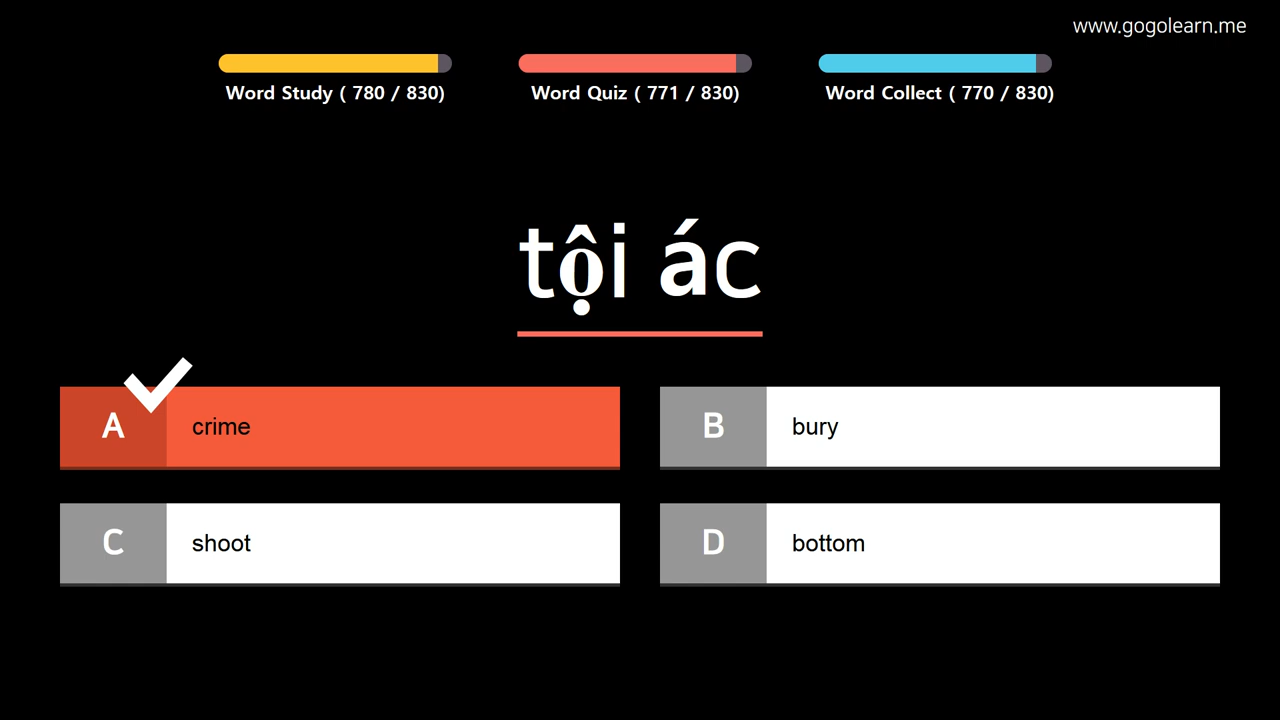 www.gogolearn.me
Word Study ( 780 / 830)
Word Quiz ( 771 / 830)
Word Collect ( 770 / 830)
tội ác
A crime
B bury
C shoot
D bottom